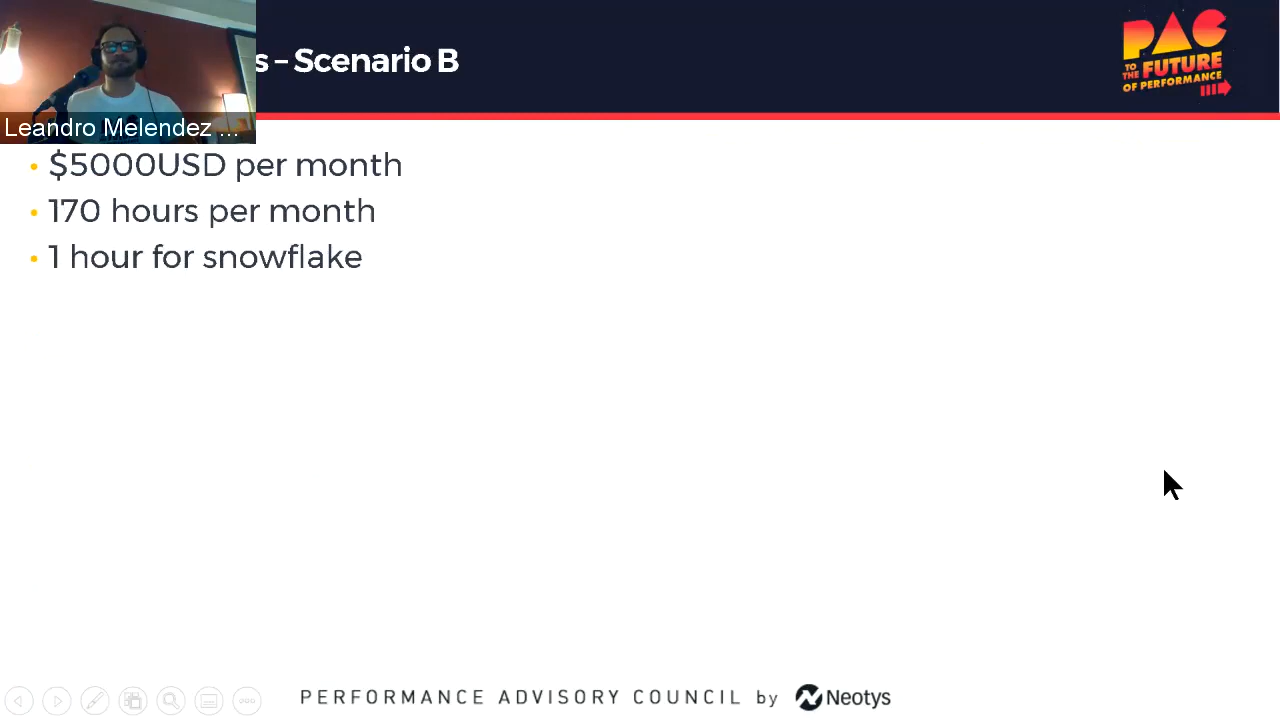 s – Scenario B
PAC
TO THE FUTURE
OF PERFORMANCE
Leandro Melendez ...
• $5000USD per month
• 170 hours per month
• 1 hour for snowflake
PERFORMANCE ADVISORY COUNCIL by Neotys